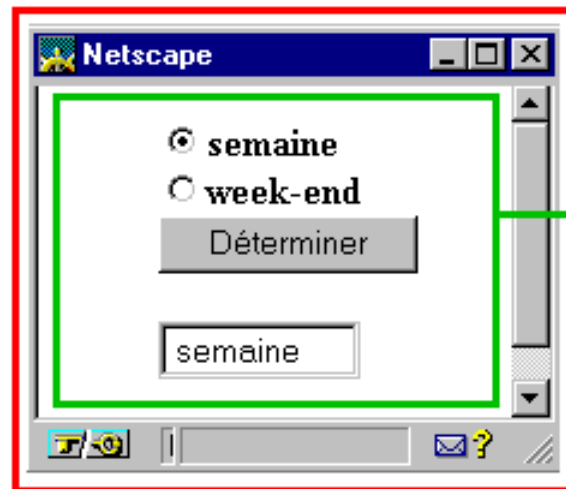 Netscape
semaine
week-end
Déterminer
semaine